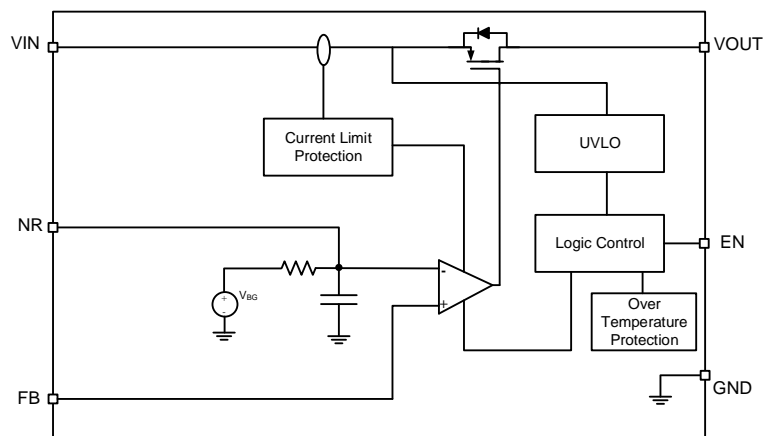 VIN
VOUT
Current Limit
Protection
UVLO
NR
Logic Control
EN
-
+
-
VBG
+
Over
Temperature
Protection
FB
GND